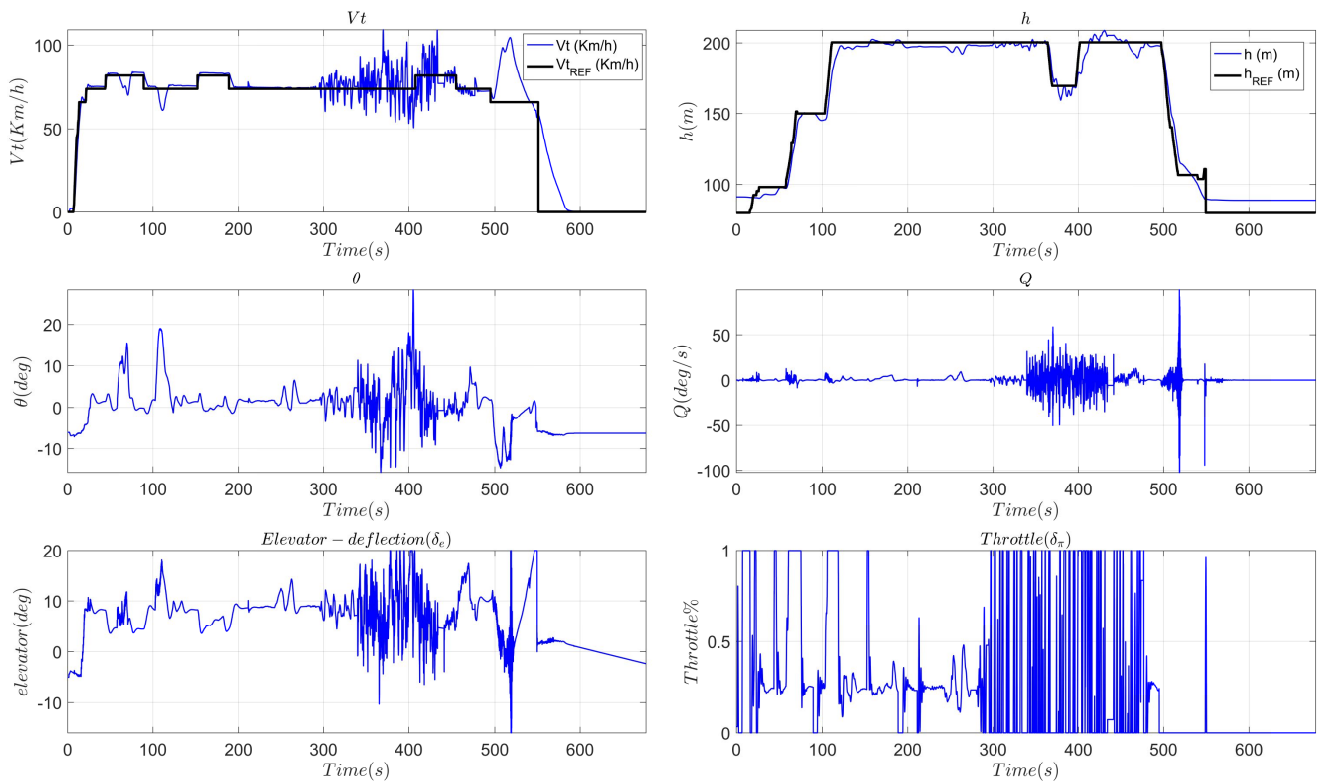 Vt
Vt(Km/h)
100
50
0
Vt (Km/h)
Vt_REF (Km/h)
0 100 200 300 400 500 600
Time(s)
h
h(m)
200
150
100
h (m)
h_REF (m)
0 100 200 300 400 500 600
Time(s)
θ
θ(deg)
20
10
0
-10
0 100 200 300 400 500 600
Time(s)
Q
Q(deg/s)
50
0
-50
-100
0 100 200 300 400 500 600
Time(s)
Elevator − deflection(δ_e)
elevator(deg)
20
10
0
-10
0 100 200 300 400 500 600
Time(s)
Throttle(δ_π)
Throttle%
1
0.5
0
0 100 200 300 400 500 600
Time(s)